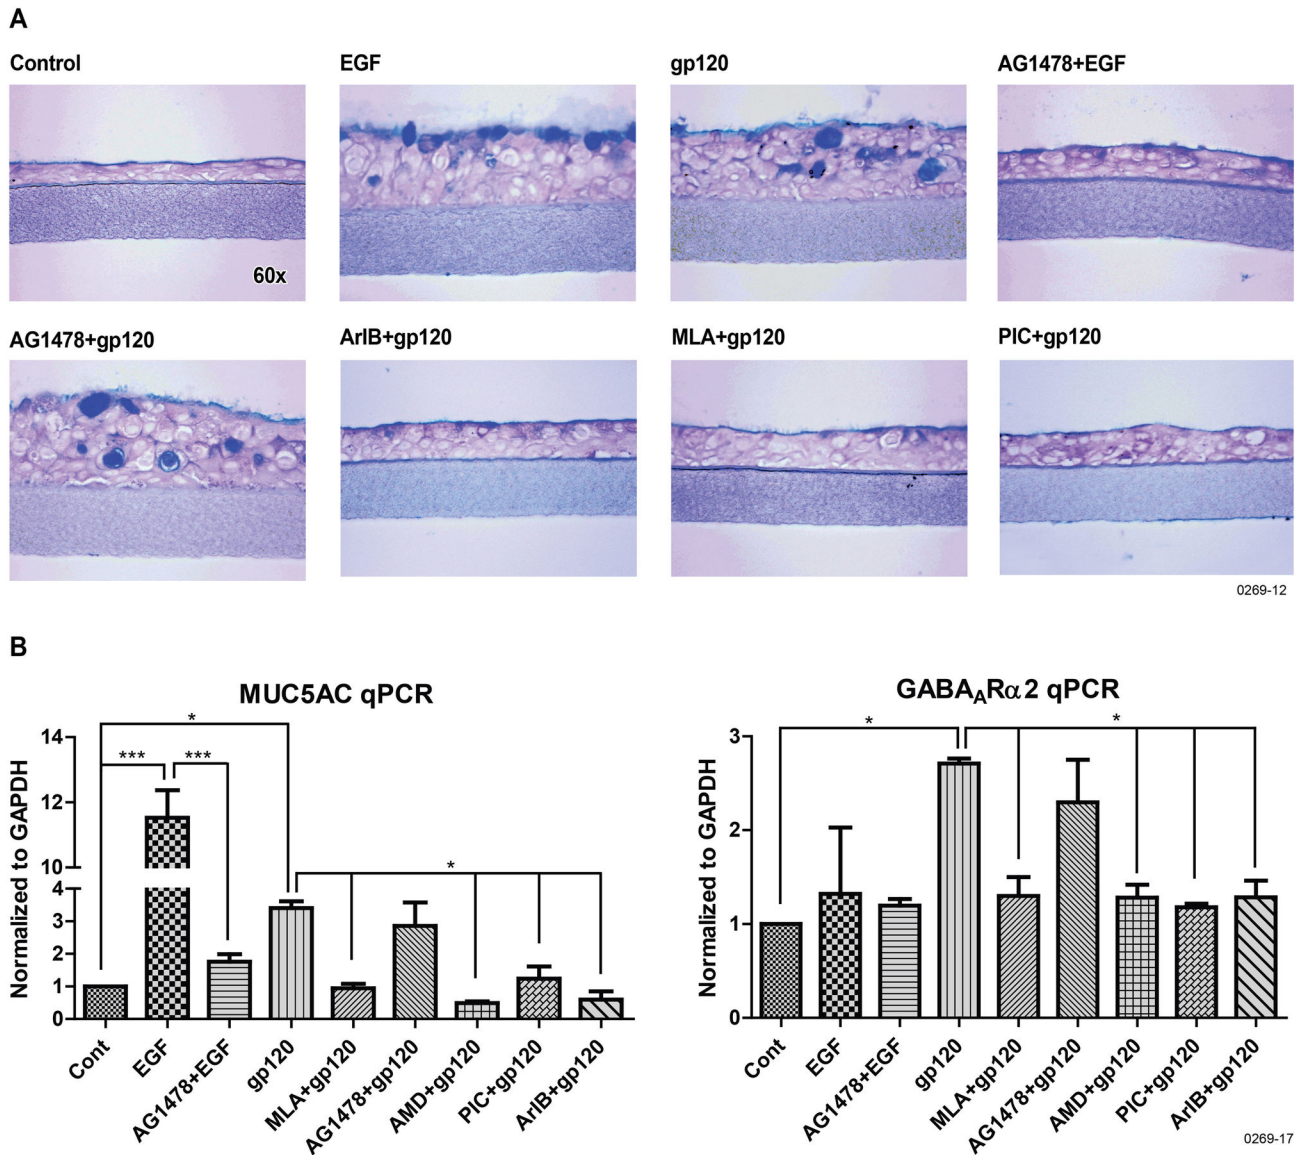 A
Control
EGF
gp120
AG1478+EGF
60x
AG1478+gp120
ArIB+gp120
MLA+gp120
PIC+gp120
0269-12
B
MUC5AC qPCR
Normalized to GAPDH
14
12
10
4
3
2
1
0
*
***
***
*
Cont
EGF
AG1478+EGF
gp120
MLA+gp120
AG1478+gp120
AMD+gp120
PIC+gp120
ArIB+gp120
GABA_ARα2 qPCR
Normalized to GAPDH
3
2
1
0
*
*
Cont
EGF
AG1478+EGF
gp120
MLA+gp120
AG1478+gp120
AMD+gp120
PIC+gp120
ArIB+gp120
0269-17